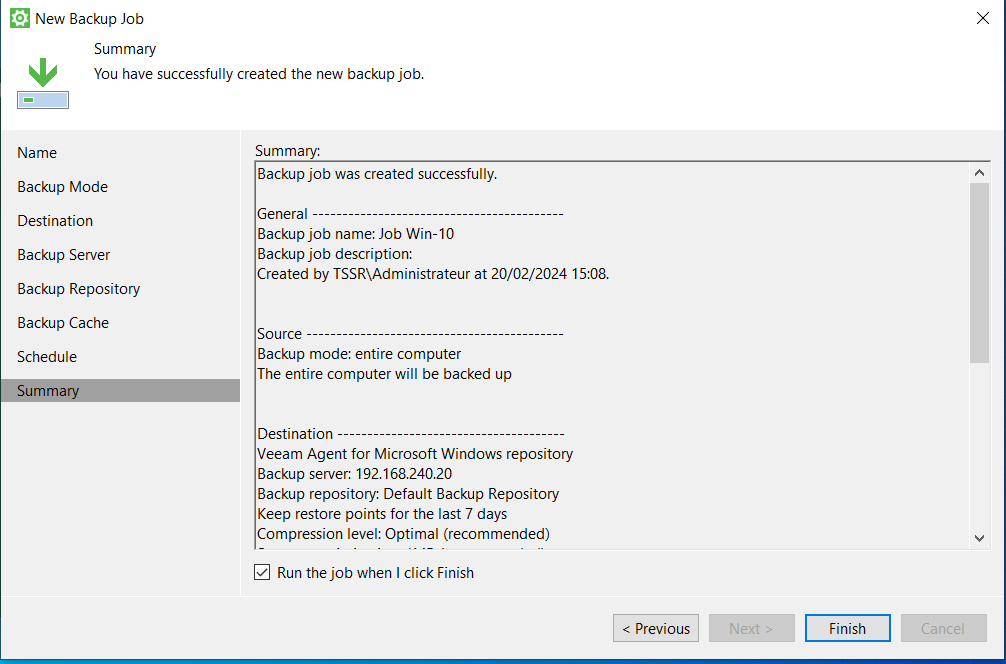 New Backup Job
Summary
You have successfully created the new backup job.
Name
Backup Mode
Destination
Backup Server
Backup Repository
Backup Cache
Schedule
Summary
Summary:
Backup job was created successfully.
General ------------------------------------------
Backup job name: Job Win-10
Backup job description:
Created by TSSR\Administrateur at 20/02/2024 15:08.
Source -------------------------------------------
Backup mode: entire computer
The entire computer will be backed up
Destination --------------------------------------
Veeam Agent for Microsoft Windows repository
Backup server: 192.168.240.20
Backup repository: Default Backup Repository
Keep restore points for the last 7 days
Compression level: Optimal (recommended)
Run the job when I click Finish
< Previous
Next >
Finish
Cancel